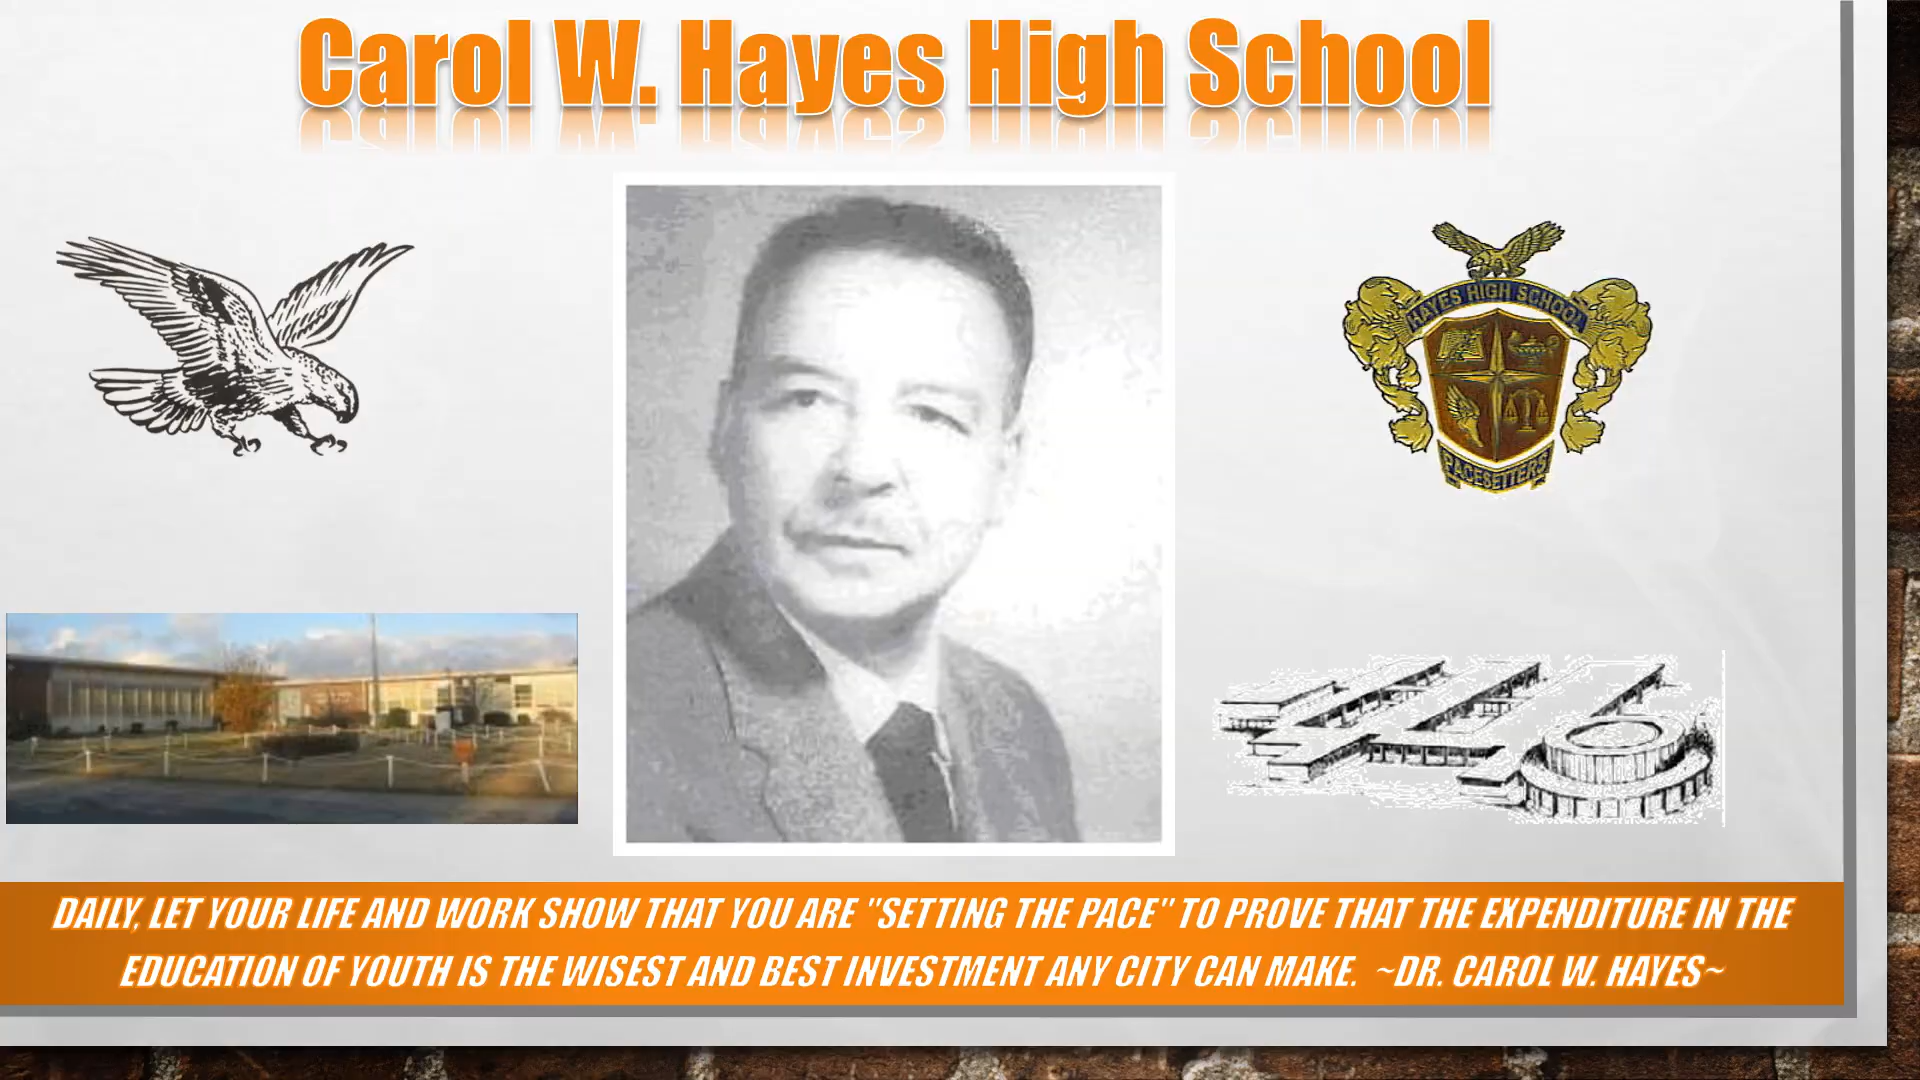 Carol W. Hayes High School
HAYES HIGH SCHOOL
PACESETTERS
DAILY, LET YOUR LIFE AND WORK SHOW THAT YOU ARE "SETTING THE PACE" TO PROVE THAT THE EXPENDITURE IN THE
EDUCATION OF YOUTH IS THE WISEST AND BEST INVESTMENT ANY CITY CAN MAKE. ~DR. CAROL W. HAYES~